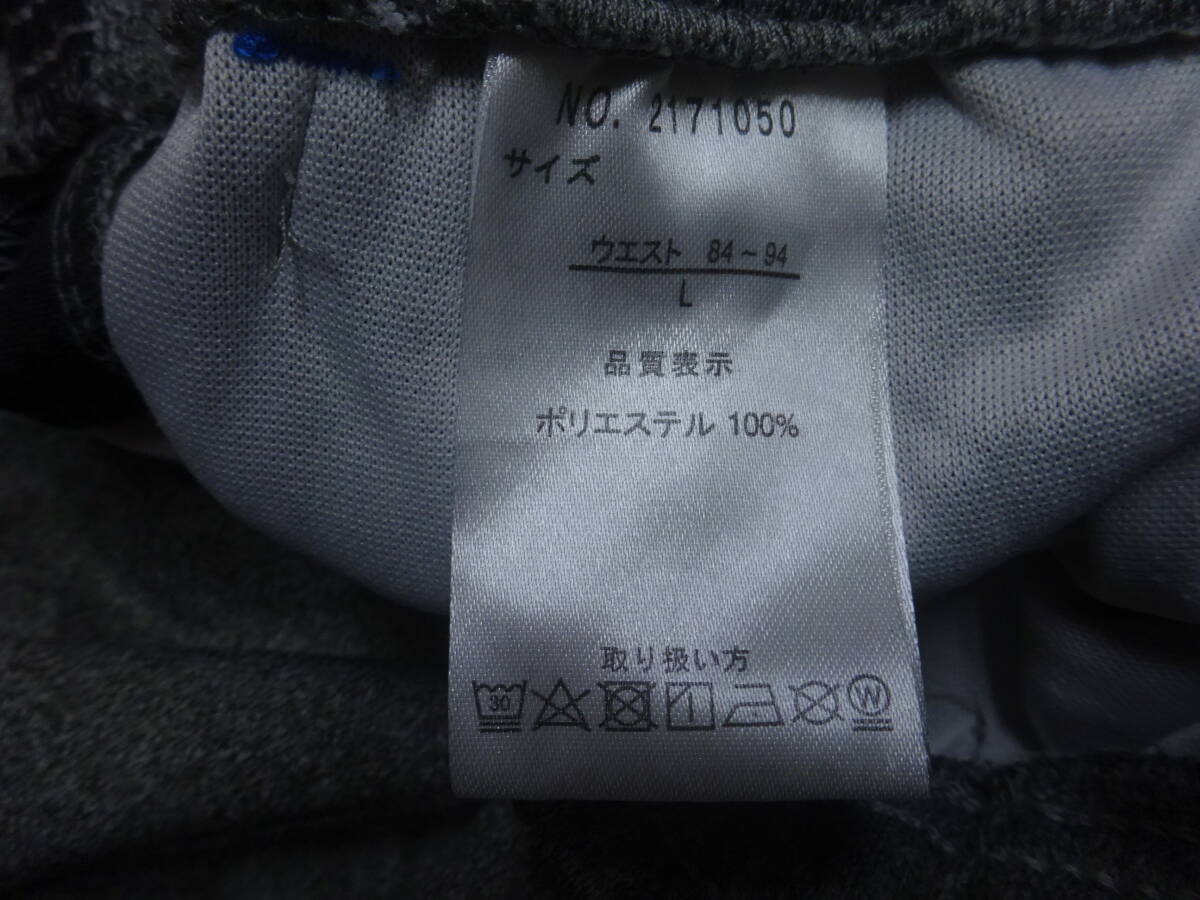 NO. 2171050
サイズ
ウエスト 84~94
L
品質表示
ポリエステル 100%
取り扱い方
30
W